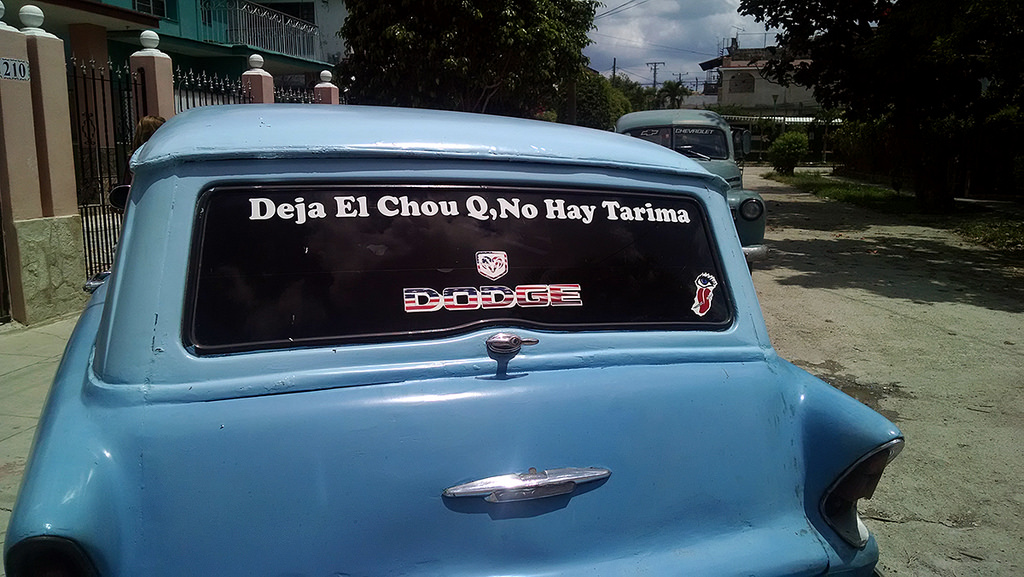 210
CHEVROLET
Deja El Chou Q,No Hay Tarima
DODGE